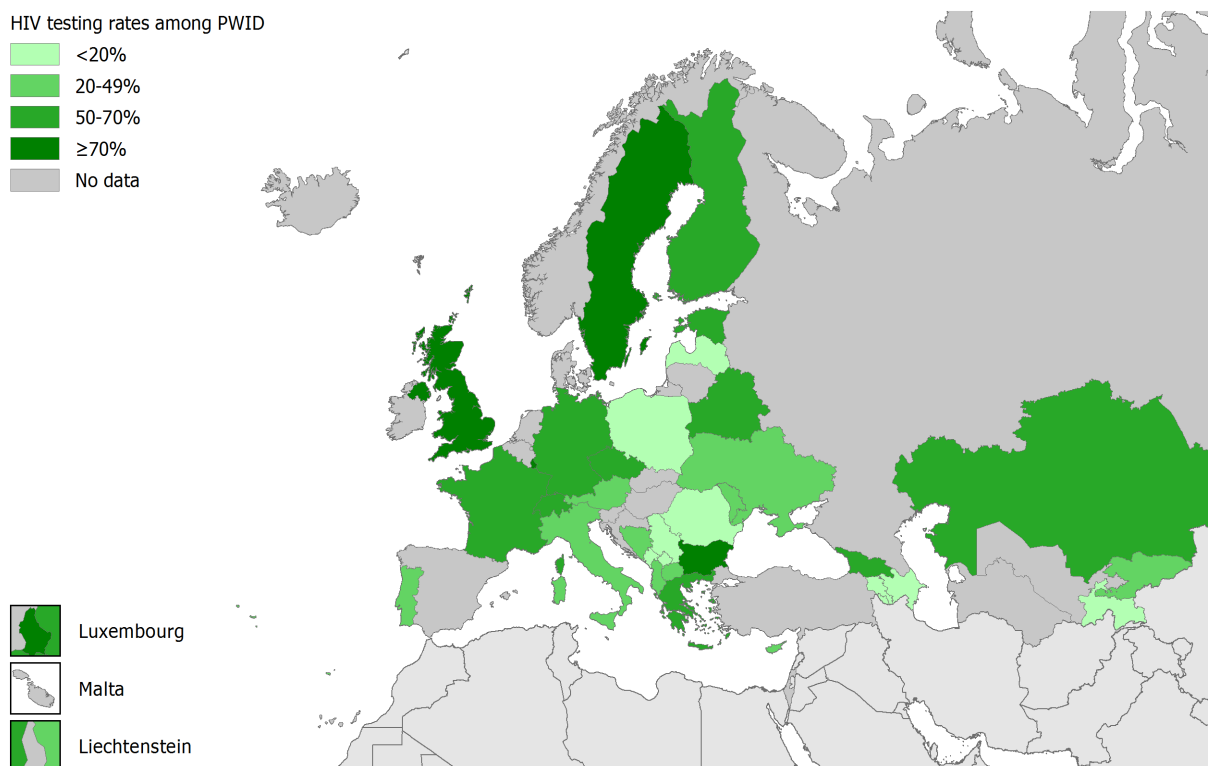 HIV testing rates among PWID
<20%
20-49%
50-70%
≥70%
No data
Luxembourg
Malta
Liechtenstein